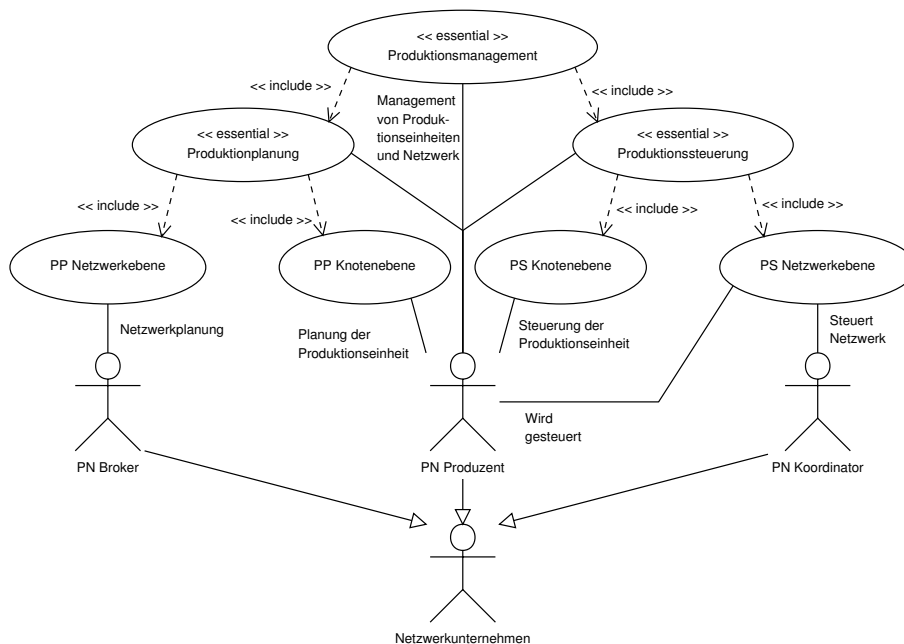 << essential >>
Produktionsmanagement
<< include >>
<< include >>
Management
von Produk-
tionseinheiten
und Netzwerk
<< essential >>
Produktionplanung
<< essential >>
Produktionssteuerung
<< include >>
<< include >>
<< include >>
<< include >>
PP Netzwerkebene
PP Knotenebene
PS Knotenebene
PS Netzwerkebene
Netzwerkplanung
Planung der
Produktionseinheit
Steuerung der
Produktionseinheit
Steuert
Netzwerk
Wird
gesteuert
PN Broker
PN Produzent
PN Koordinator
Netzwerkunternehmen